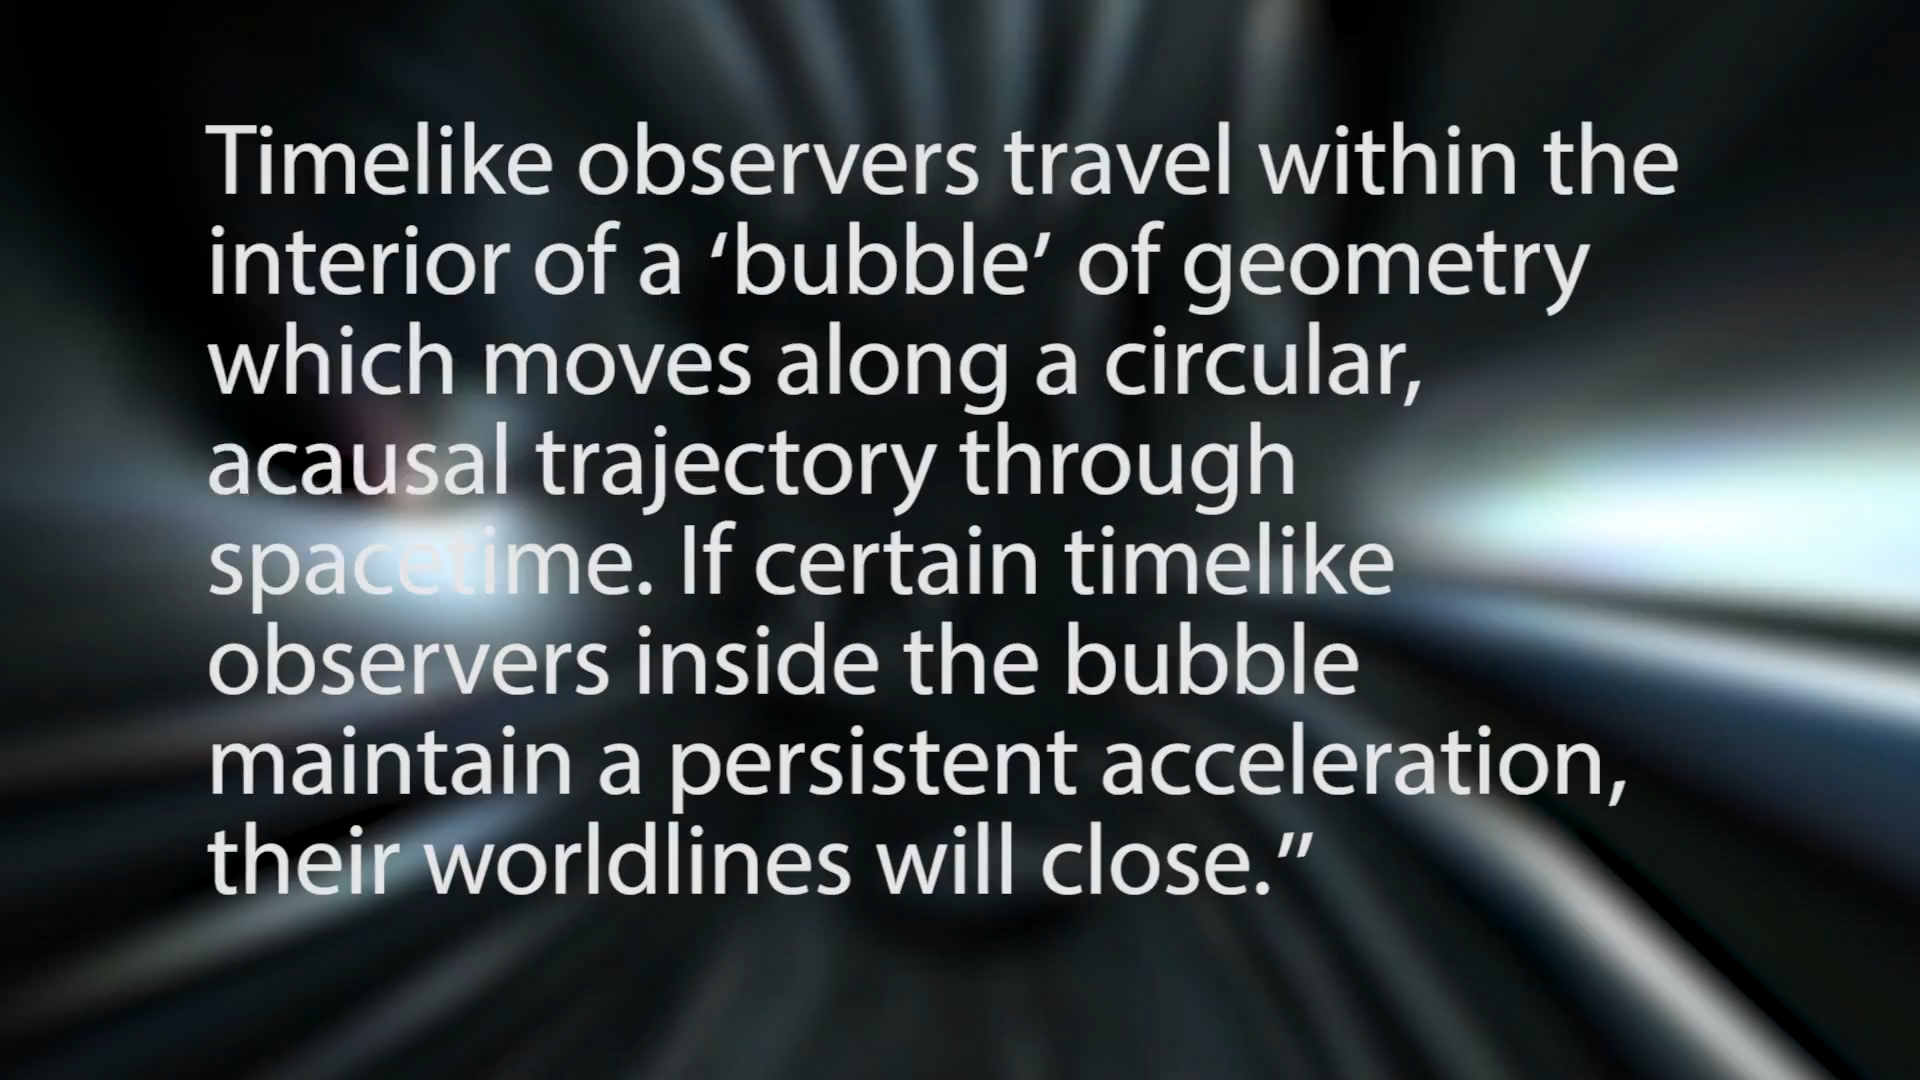 Timelike observers travel within the
interior of a ‘bubble’ of geometry
which moves along a circular,
acausal trajectory through
spacetime. If certain timelike
observers inside the bubble
maintain a persistent acceleration,
their worldlines will close.”